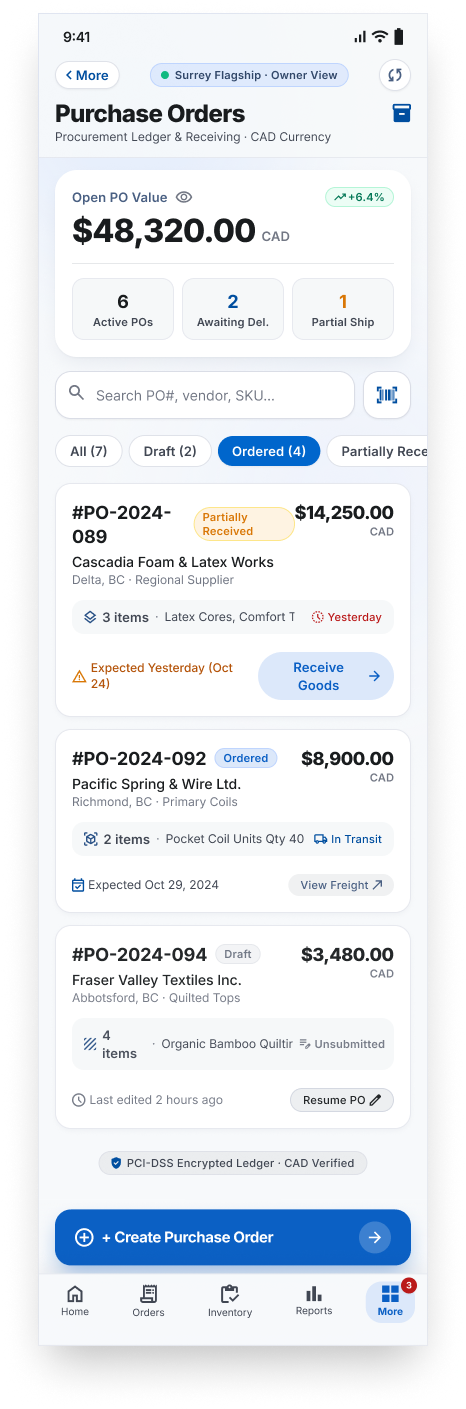 9:41
More
Surrey Flagship · Owner View
Purchase Orders
Procurement Ledger & Receiving · CAD Currency
Open PO Value
+6.4%
$48,320.00 CAD
6
Active POs
2
Awaiting Del.
1
Partial Ship
Search PO#, vendor, SKU...
All (7)
Draft (2)
Ordered (4)
Partially Rece
#PO-2024-
089
Partially
Received
$14,250.00
CAD
Cascadia Foam & Latex Works
Delta, BC · Regional Supplier
3 items · Latex Cores, Comfort T
Yesterday
Expected Yesterday (Oct
24)
Receive
Goods
#PO-2024-092
Ordered
$8,900.00
CAD
Pacific Spring & Wire Ltd.
Richmond, BC · Primary Coils
2 items · Pocket Coil Units Qty 40
In Transit
Expected Oct 29, 2024
View Freight
#PO-2024-094
Draft
$3,480.00
CAD
Fraser Valley Textiles Inc.
Abbotsford, BC · Quilted Tops
4
items
· Organic Bamboo Quiltir
Unsubmitted
Last edited 2 hours ago
Resume PO
PCI-DSS Encrypted Ledger · CAD Verified
+ Create Purchase Order
Home
Orders
Inventory
Reports
More
3